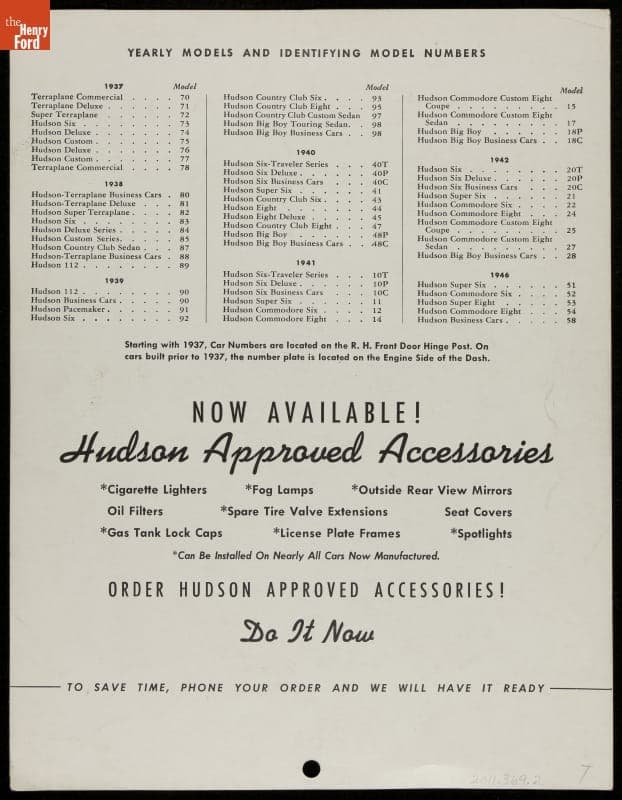 the
Henry
Ford
YEARLY MODELS AND IDENTIFYING MODEL NUMBERS
1937 Model
Terraplane Commercial . . . . 70
Terraplane Deluxe . . . . . . 71
Super Terraplane . . . . . . 72
Hudson Six . . . . . . . . 73
Hudson Deluxe . . . . . . . 74
Hudson Custom . . . . . . . 75
Hudson Deluxe . . . . . . . 76
Hudson Custom . . . . . . . 77
Terraplane Commercial . . . . 78
1938
Hudson-Terraplane Business Cars . 80
Hudson-Terraplane Deluxe . . . 81
Hudson Super Terraplane . . . . 82
Hudson Six . . . . . . . . 83
Hudson Deluxe Series . . . . . 84
Hudson Custom Series . . . . . 85
Hudson Country Club Sedan . . . 87
Hudson-Terraplane Business Cars . 88
Hudson 112 . . . . . . . . 89
1939
Hudson 112 . . . . . . . . 90
Hudson Business Cars . . . . . 90
Hudson Pacemaker . . . . . . 91
Hudson Six . . . . . . . . 92
Model
Hudson Country Club Six . . . . 93
Hudson Country Club Eight . . . 95
Hudson Country Club Custom Sedan 97
Hudson Big Boy Touring Sedan . . 98
Hudson Big Boy Business Cars . . 98
1940
Hudson Six-Traveler Series . . . 40T
Hudson Six Deluxe . . . . . . 40P
Hudson Six Business Cars . . . 40C
Hudson Super Six . . . . . . 41
Hudson Country Club Six . . . . 43
Hudson Eight . . . . . . . 44
Hudson Eight Deluxe . . . . . 45
Hudson Country Club Eight . . . 47
Hudson Big Boy . . . . . . . 48P
Hudson Big Boy Business Cars . . 48C
1941
Hudson Six-Traveler Series . . . 10T
Hudson Six Deluxe . . . . . . 10P
Hudson Six Business Cars . . . 10C
Hudson Super Six . . . . . . 11
Hudson Commodore Six . . . . 12
Hudson Commodore Eight . . . . 14
Model
Hudson Commodore Custom Eight
Coupe . . . . . . . . . 15
Hudson Commodore Custom Eight
Sedan . . . . . . . . . 17
Hudson Big Boy . . . . . . 18P
Hudson Big Boy Business Cars . . 18C
1942
Hudson Six . . . . . . . . 20T
Hudson Six Deluxe . . . . . . 20P
Hudson Six Business Cars . . . 20C
Hudson Super Six . . . . . . 21
Hudson Commodore Six . . . . 22
Hudson Commodore Eight . . . . 24
Hudson Commodore Custom Eight
Coupe . . . . . . . . . 25
Hudson Commodore Custom Eight
Sedan . . . . . . . . . 27
Hudson Big Boy Business Cars . . 28
1946
Hudson Super Six . . . . . . 51
Hudson Commodore Six . . . . 52
Hudson Super Eight . . . . . 53
Hudson Commodore Eight . . . . 54
Hudson Business Cars . . . . . 58
Starting with 1937, Car Numbers are located on the R. H. Front Door Hinge Post. On
cars built prior to 1937, the number plate is located on the Engine Side of the Dash.
NOW AVAILABLE!
Hudson Approved Accessories
*Cigarette Lighters *Fog Lamps *Outside Rear View Mirrors
Oil Filters *Spare Tire Valve Extensions Seat Covers
*Gas Tank Lock Caps *License Plate Frames *Spotlights
*Can Be Installed On Nearly All Cars Now Manufactured.
ORDER HUDSON APPROVED ACCESSORIES!
Do It Now
TO SAVE TIME, PHONE YOUR ORDER AND WE WILL HAVE IT READY
2011.369.2
7